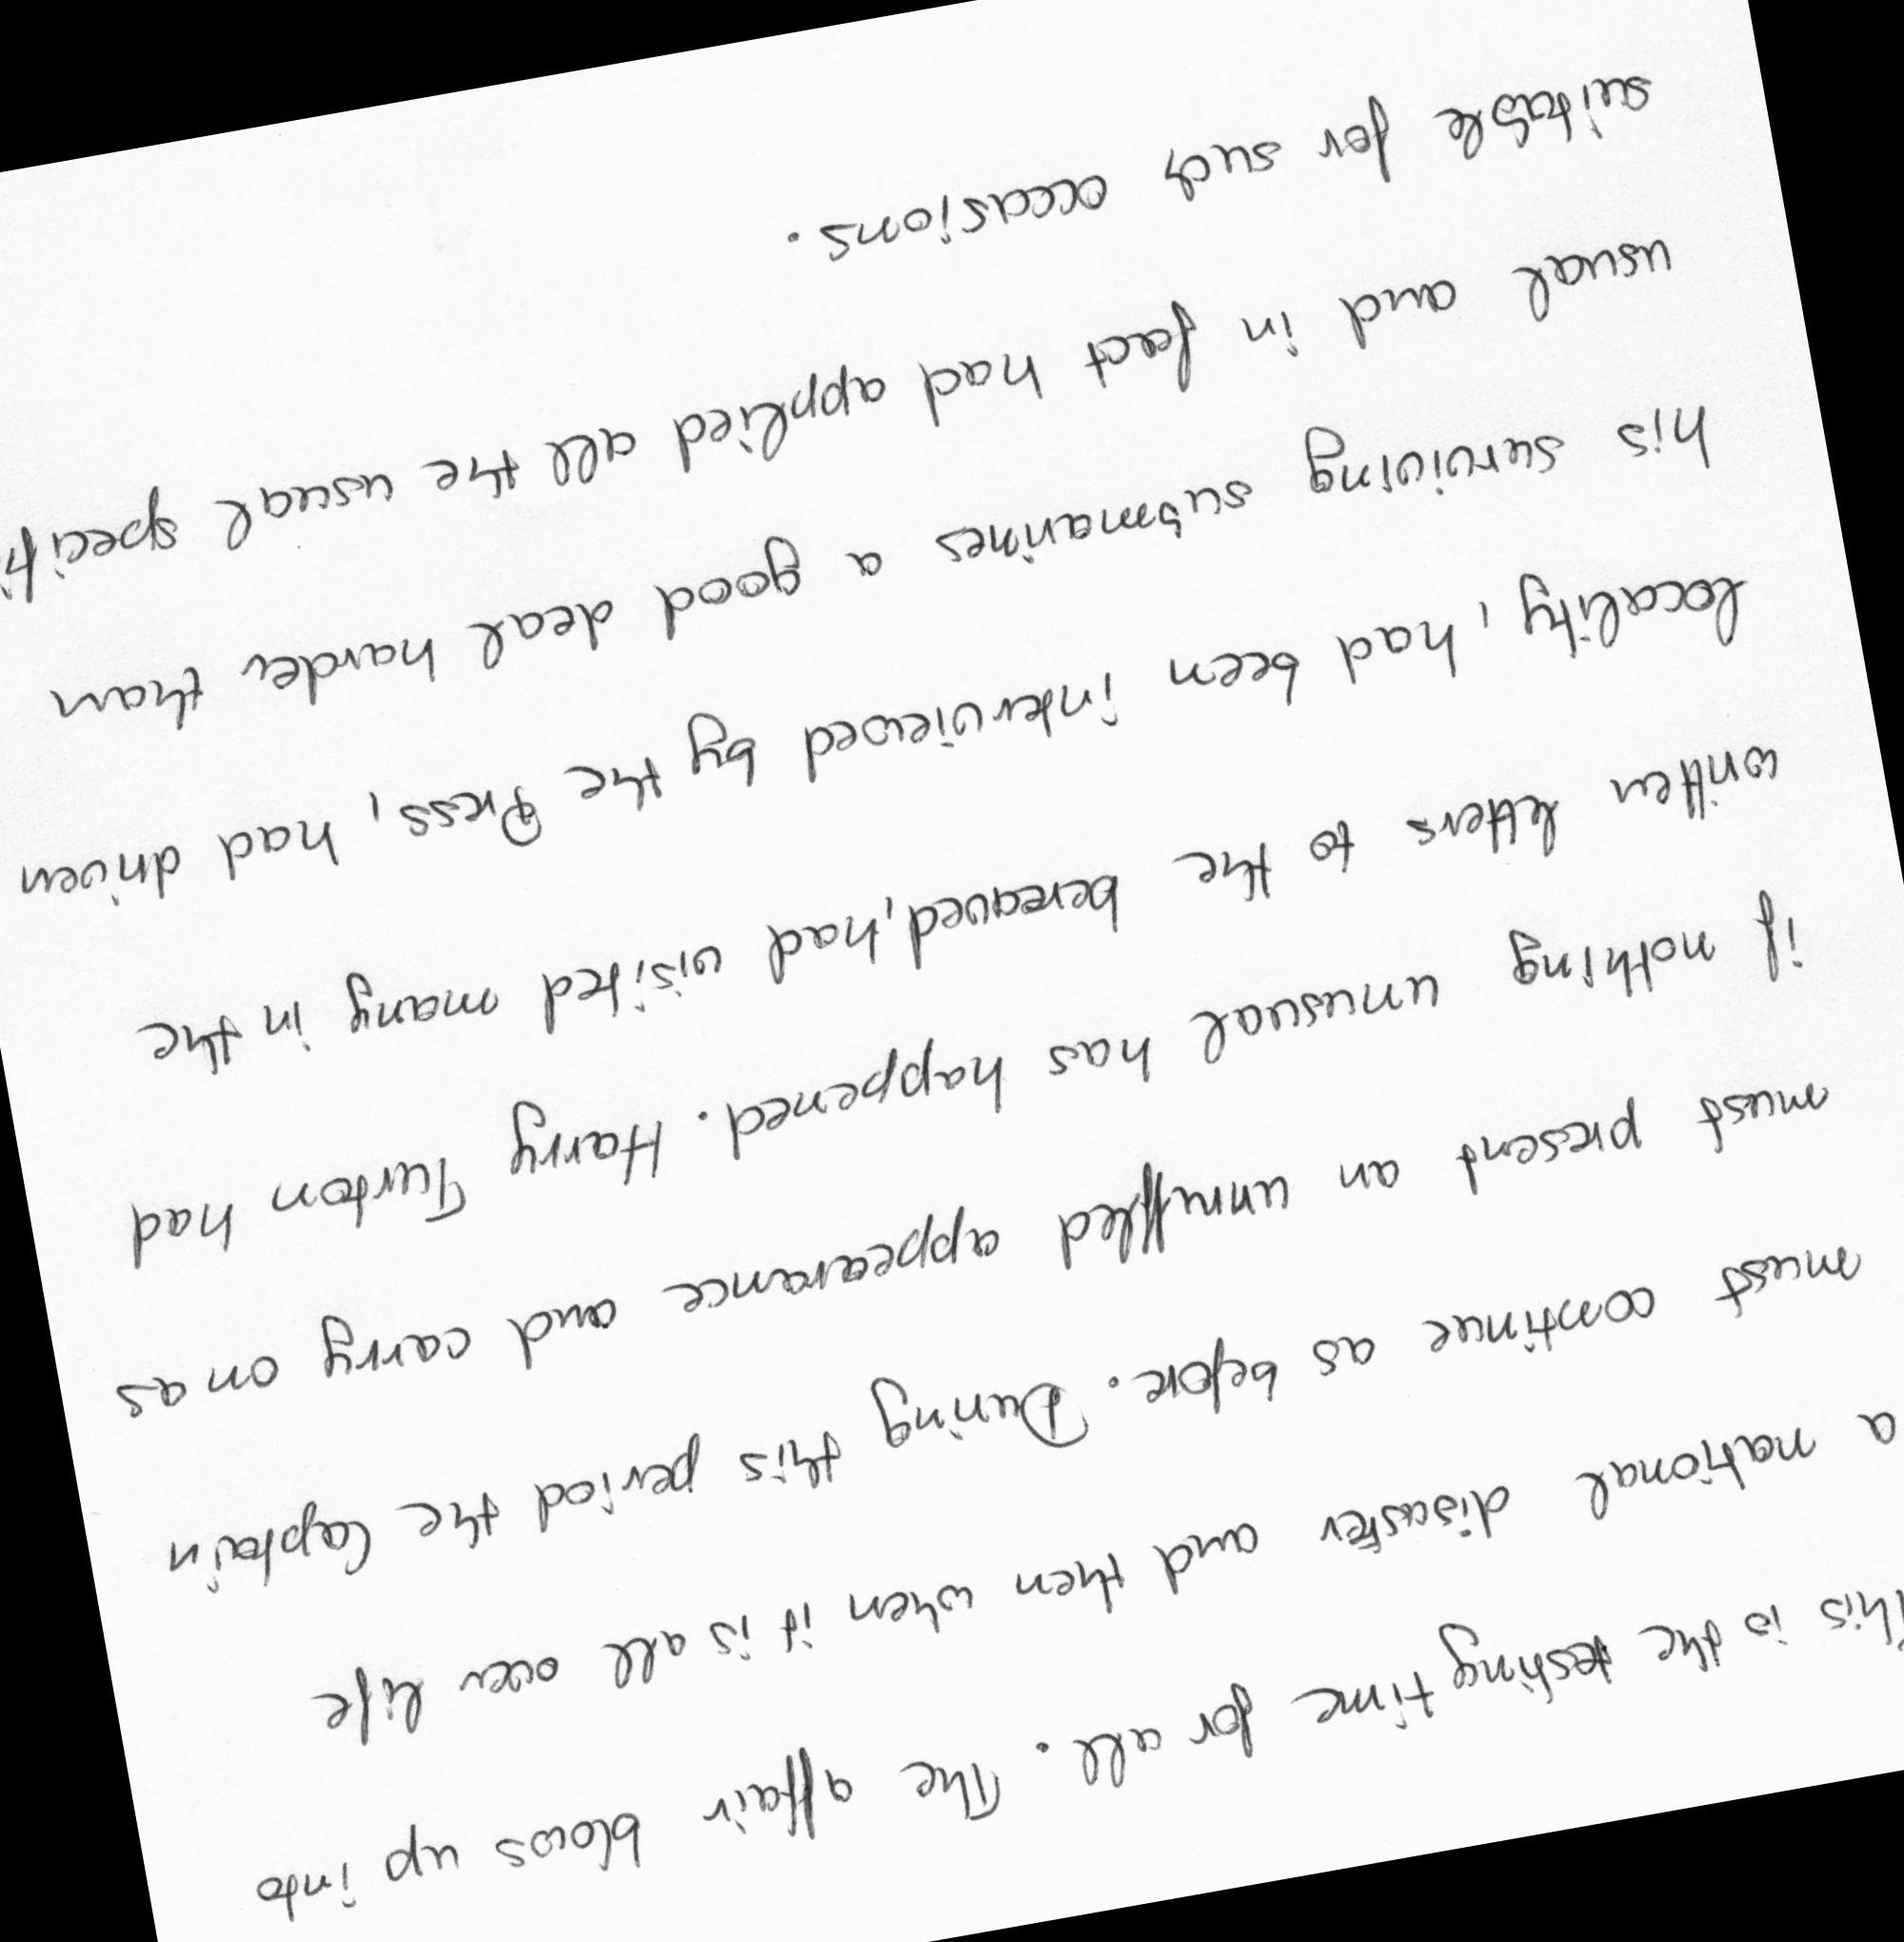 This is the testing time for all. The affair blows up into
a national disaster and then when it is all over life
must continue as before. During this period the Captain
must present an unruffled appearance and carry on as
if nothing unusual has happened. Harry Turton had
written letters to the bereaved, had visited many in the
locality, had been interviewed by the Press, had driven
his surviving submarines a good deal harder than
usual and in fact had applied all the usual specifi
suitable for such occasions.